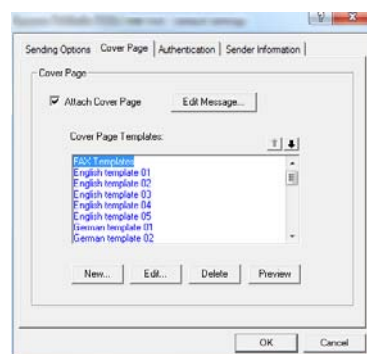 Sending Options Cover Page Authentication Sender Information
Cover Page
Attach Cover Page Edit Message...
Cover Page Templates:
FAX Templates
English template 01
English template 02
English template 03
English template 04
English template 05
German template 01
German template 02
New... Edit... Delete Preview
OK Cancel